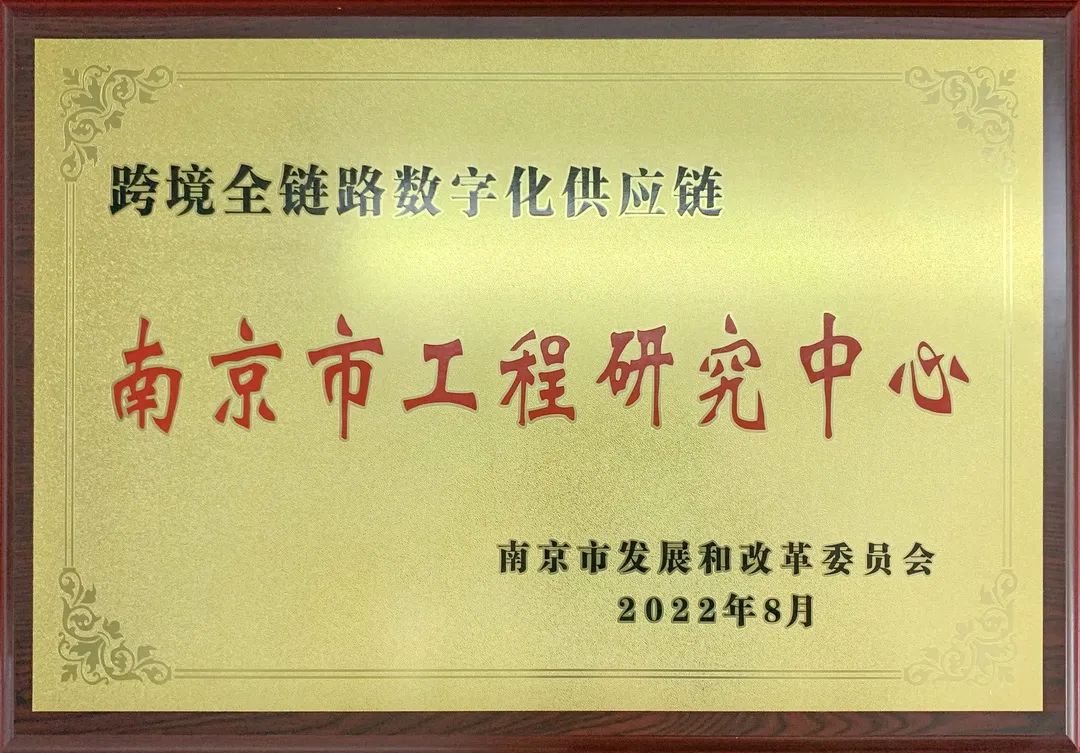 跨境全链路数字化供应链
南京市工程研究中心
南京市发展和改革委员会
2022年8月